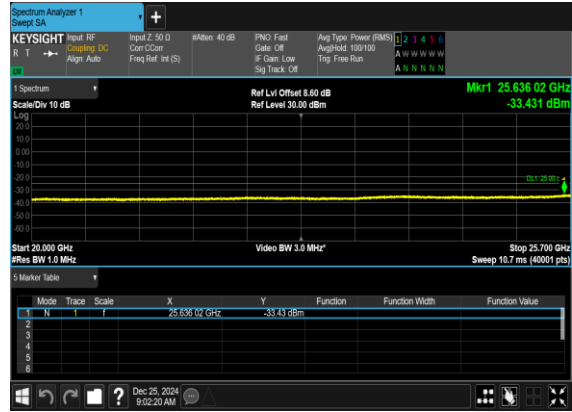 Spectrum Analyzer 1
Swept SA
+
KEYSIGHT Input: RF Input Z: 50 Ω #Atten: 40 dB PNO: Fast Avg Type: Power (RMS) 1 2 3 4 5 6
R T Coupling: DC Corr CCorr Gate: Off Avg|Hold: 100/100 A W W W W W
Align: Auto Freq Ref: Int (S) IF Gain: Low Trig: Free Run
Sig Track: Off A N N N N N
1 Spectrum
Ref Lvl Offset 8.60 dB Mkr1 25.636 02 GHz
Scale/Div 10 dB Ref Level 30.00 dBm -33.431 dBm
Log
20.0
10.0
0.00
-10.0
-20.0
DL1 -25.00
-30.0
-40.0
-50.0
-60.0
Start 20.000 GHz Video BW 3.0 MHz* Stop 25.700 GHz
#Res BW 1.0 MHz Sweep 10.7 ms (40001 pts)
5 Marker Table
Mode Trace Scale X Y Function Function Width Function Value
1 N 1 f 25.636 02 GHz -33.43 dBm
2
3
4
5
6
? Dec 25, 2024
9:02:20 AM